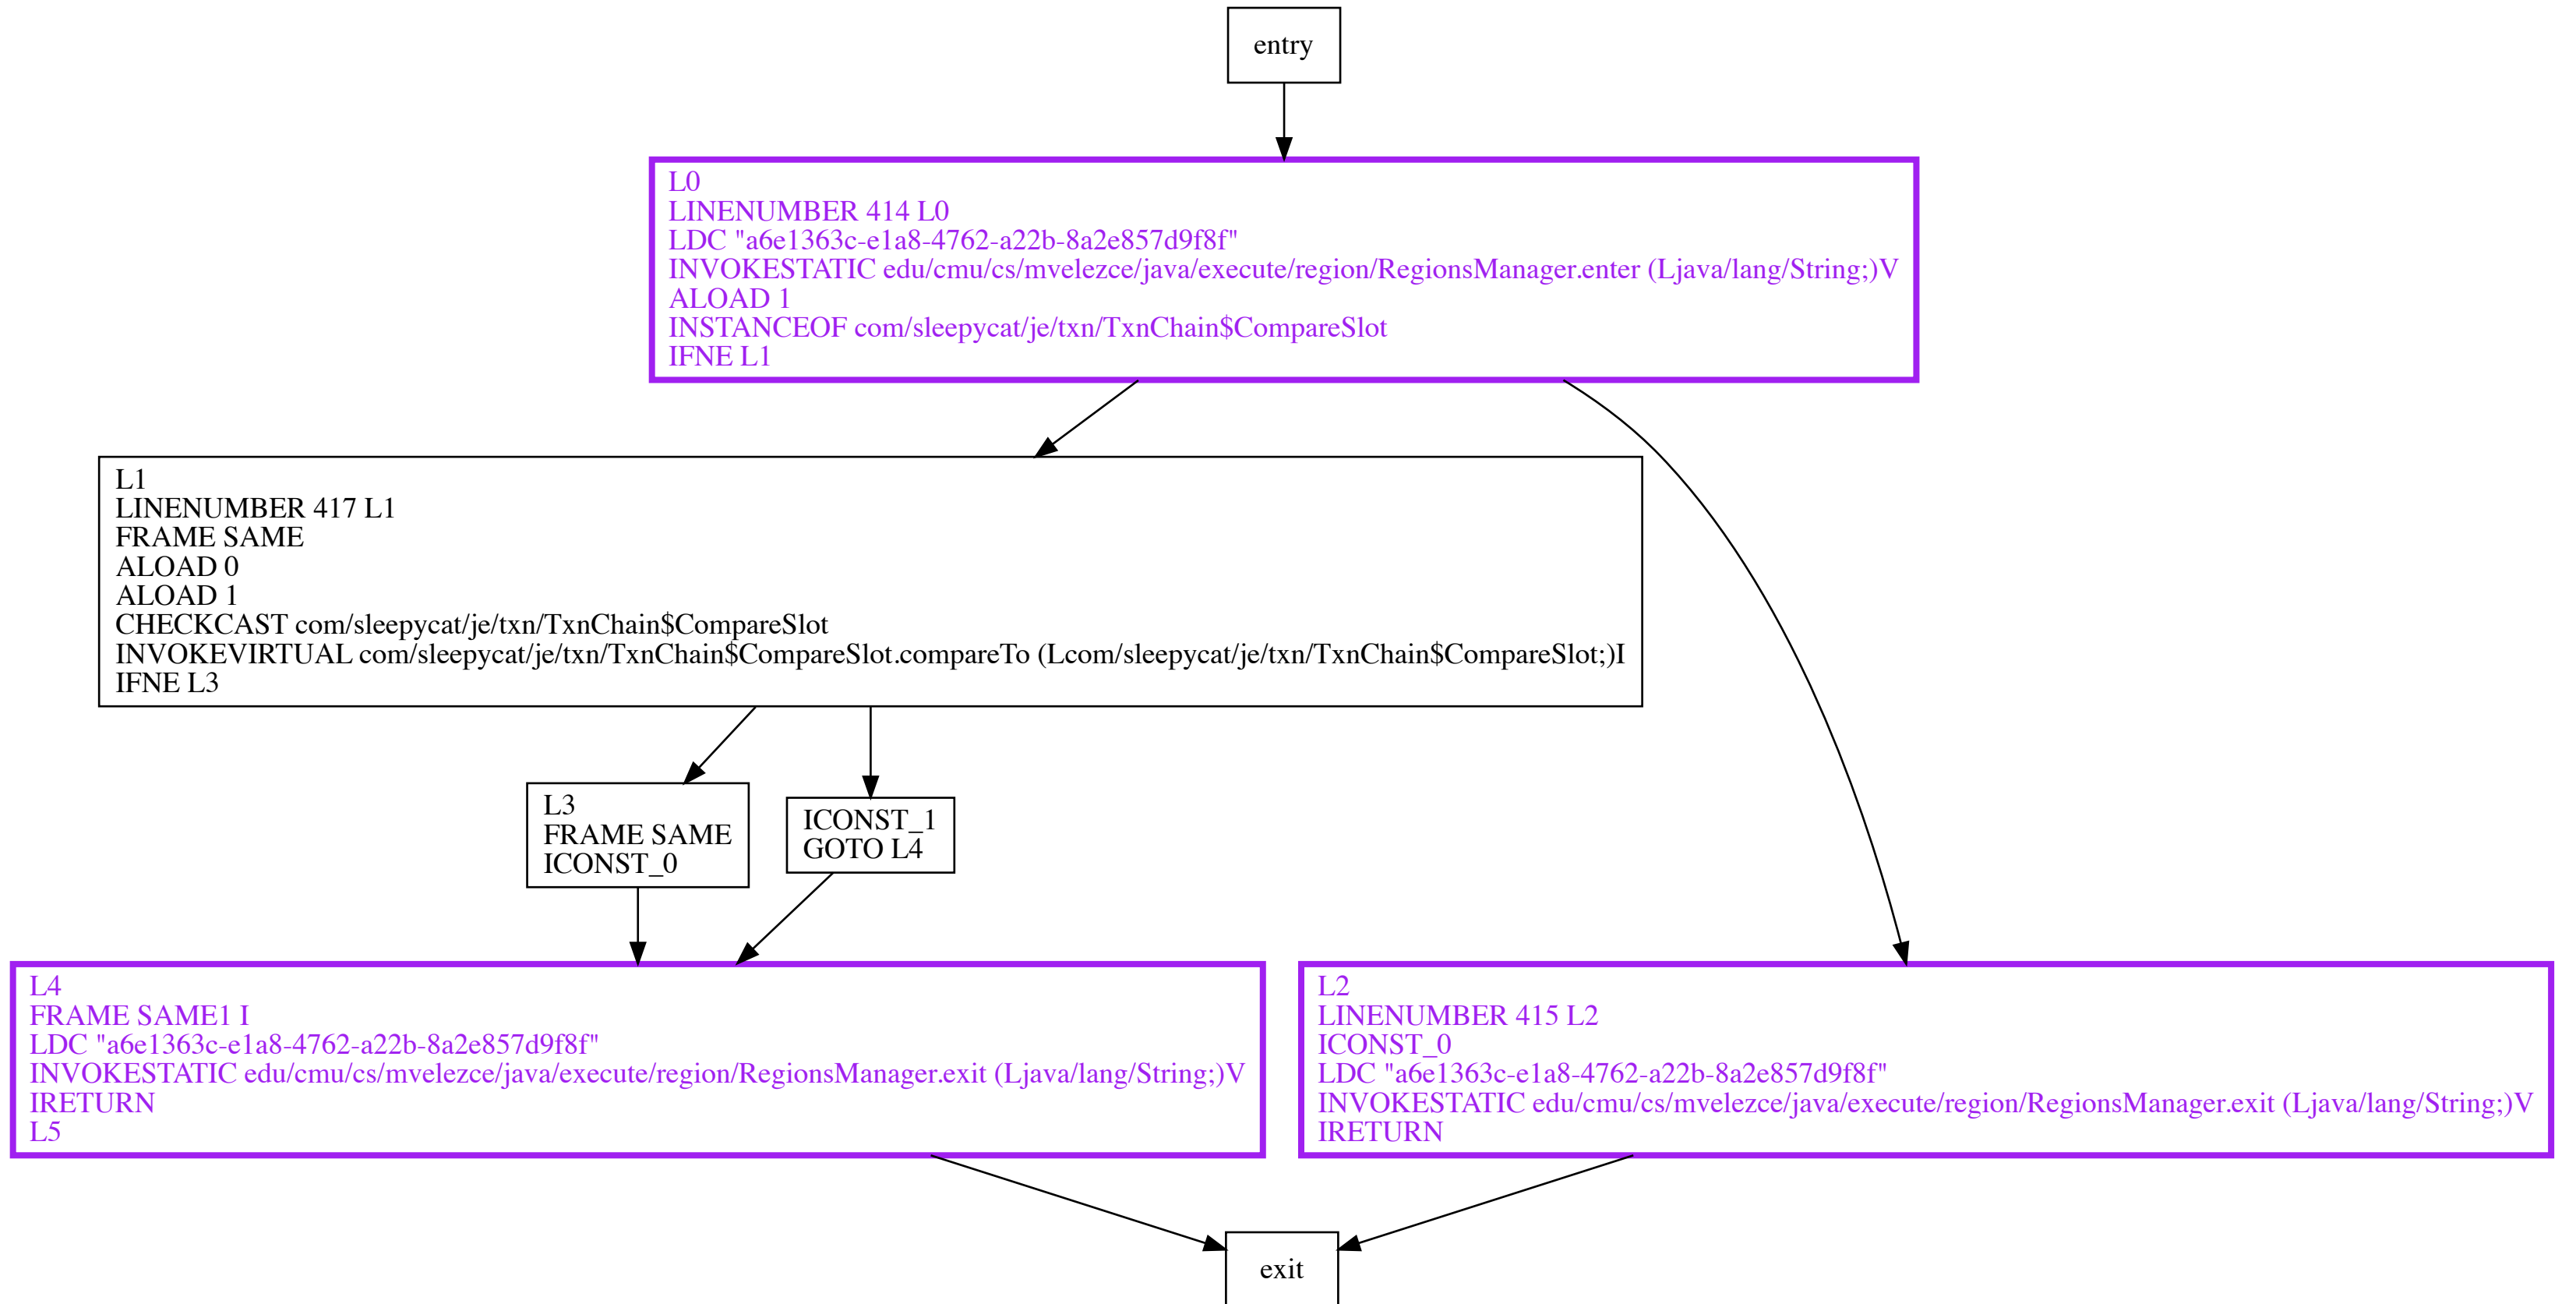 entry
L0
LINENUMBER 414 L0
LDC "a6e1363c-e1a8-4762-a22b-8a2e857d9f8f"
INVOKESTATIC edu/cmu/cs/mvelezce/java/execute/region/RegionsManager.enter (Ljava/lang/String;)V
ALOAD 1
INSTANCEOF com/sleepycat/je/txn/TxnChain$CompareSlot
IFNE L1
L1
LINENUMBER 417 L1
FRAME SAME
ALOAD 0
ALOAD 1
CHECKCAST com/sleepycat/je/txn/TxnChain$CompareSlot
INVOKEVIRTUAL com/sleepycat/je/txn/TxnChain$CompareSlot.compareTo (Lcom/sleepycat/je/txn/TxnChain$CompareSlot;)I
IFNE L3
L3
FRAME SAME
ICONST_0
ICONST_1
GOTO L4
L4
FRAME SAME1 I
LDC "a6e1363c-e1a8-4762-a22b-8a2e857d9f8f"
INVOKESTATIC edu/cmu/cs/mvelezce/java/execute/region/RegionsManager.exit (Ljava/lang/String;)V
IRETURN
L5
L2
LINENUMBER 415 L2
ICONST_0
LDC "a6e1363c-e1a8-4762-a22b-8a2e857d9f8f"
INVOKESTATIC edu/cmu/cs/mvelezce/java/execute/region/RegionsManager.exit (Ljava/lang/String;)V
IRETURN
exit